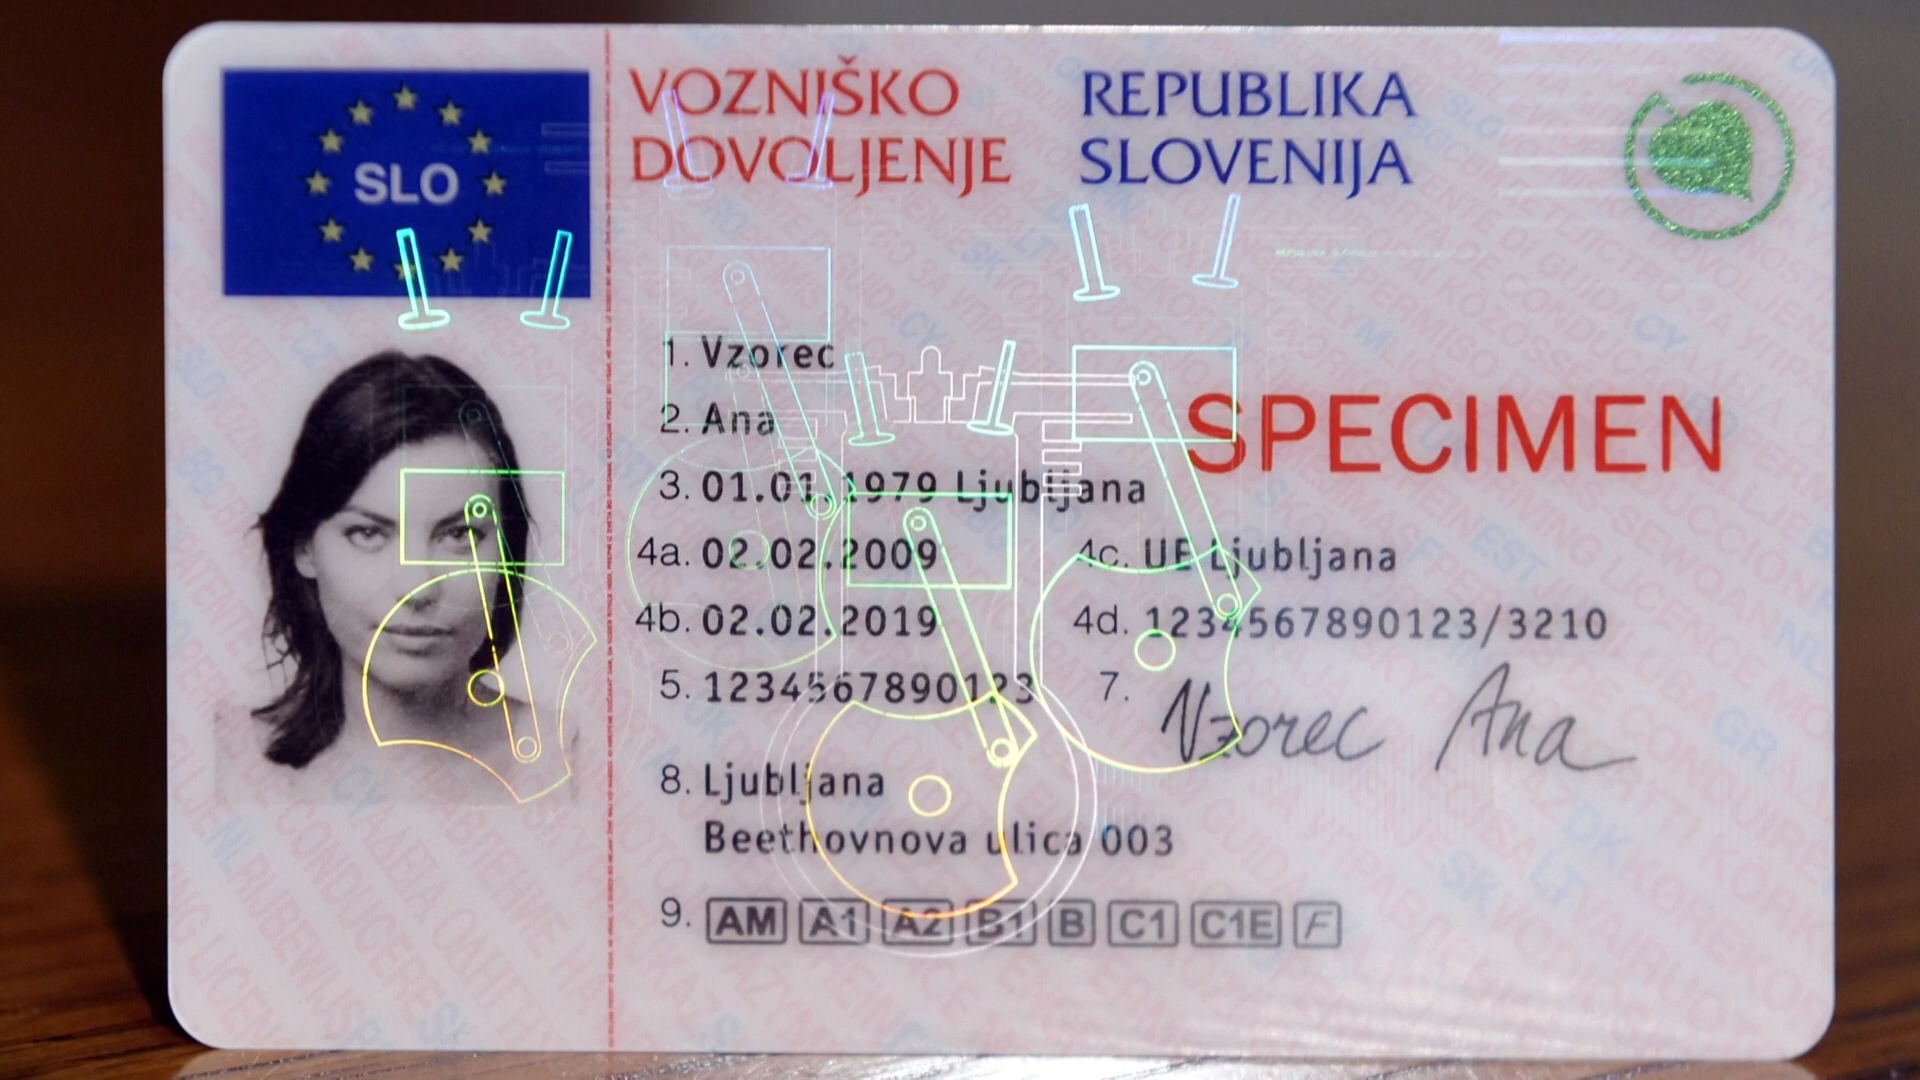 SLO
VOZNIŠKO
DOVOLJENJE
REPUBLIKA
SLOVENIJA
1. Vzorec
2. Ana
SPECIMEN
3. 01.01.1979 Ljubljana
4a. 02.02.2009 4c. UE Ljubljana
4b. 02.02.2019 4d. 1234567890123/3210
5. 1234567890123 7. Vzorec Ana
8. Ljubljana
Beethovnova ulica 003
9. AM A1 A2 B1 B C1 C1E F